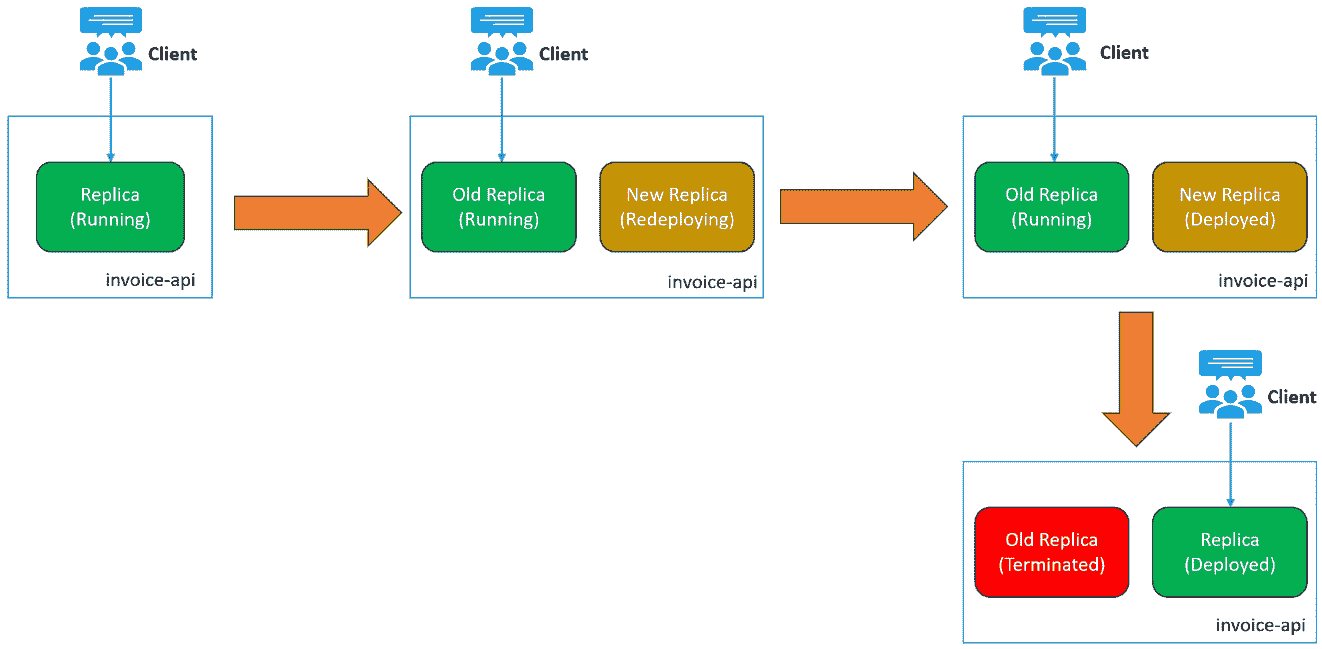 Client
Replica
(Running)
invoice-api
Client
Old Replica
(Running)
New Replica
(Redeploying)
invoice-api
Client
Old Replica
(Running)
New Replica
(Deployed)
invoice-api
Client
Old Replica
(Terminated)
Replica
(Deployed)
invoice-api